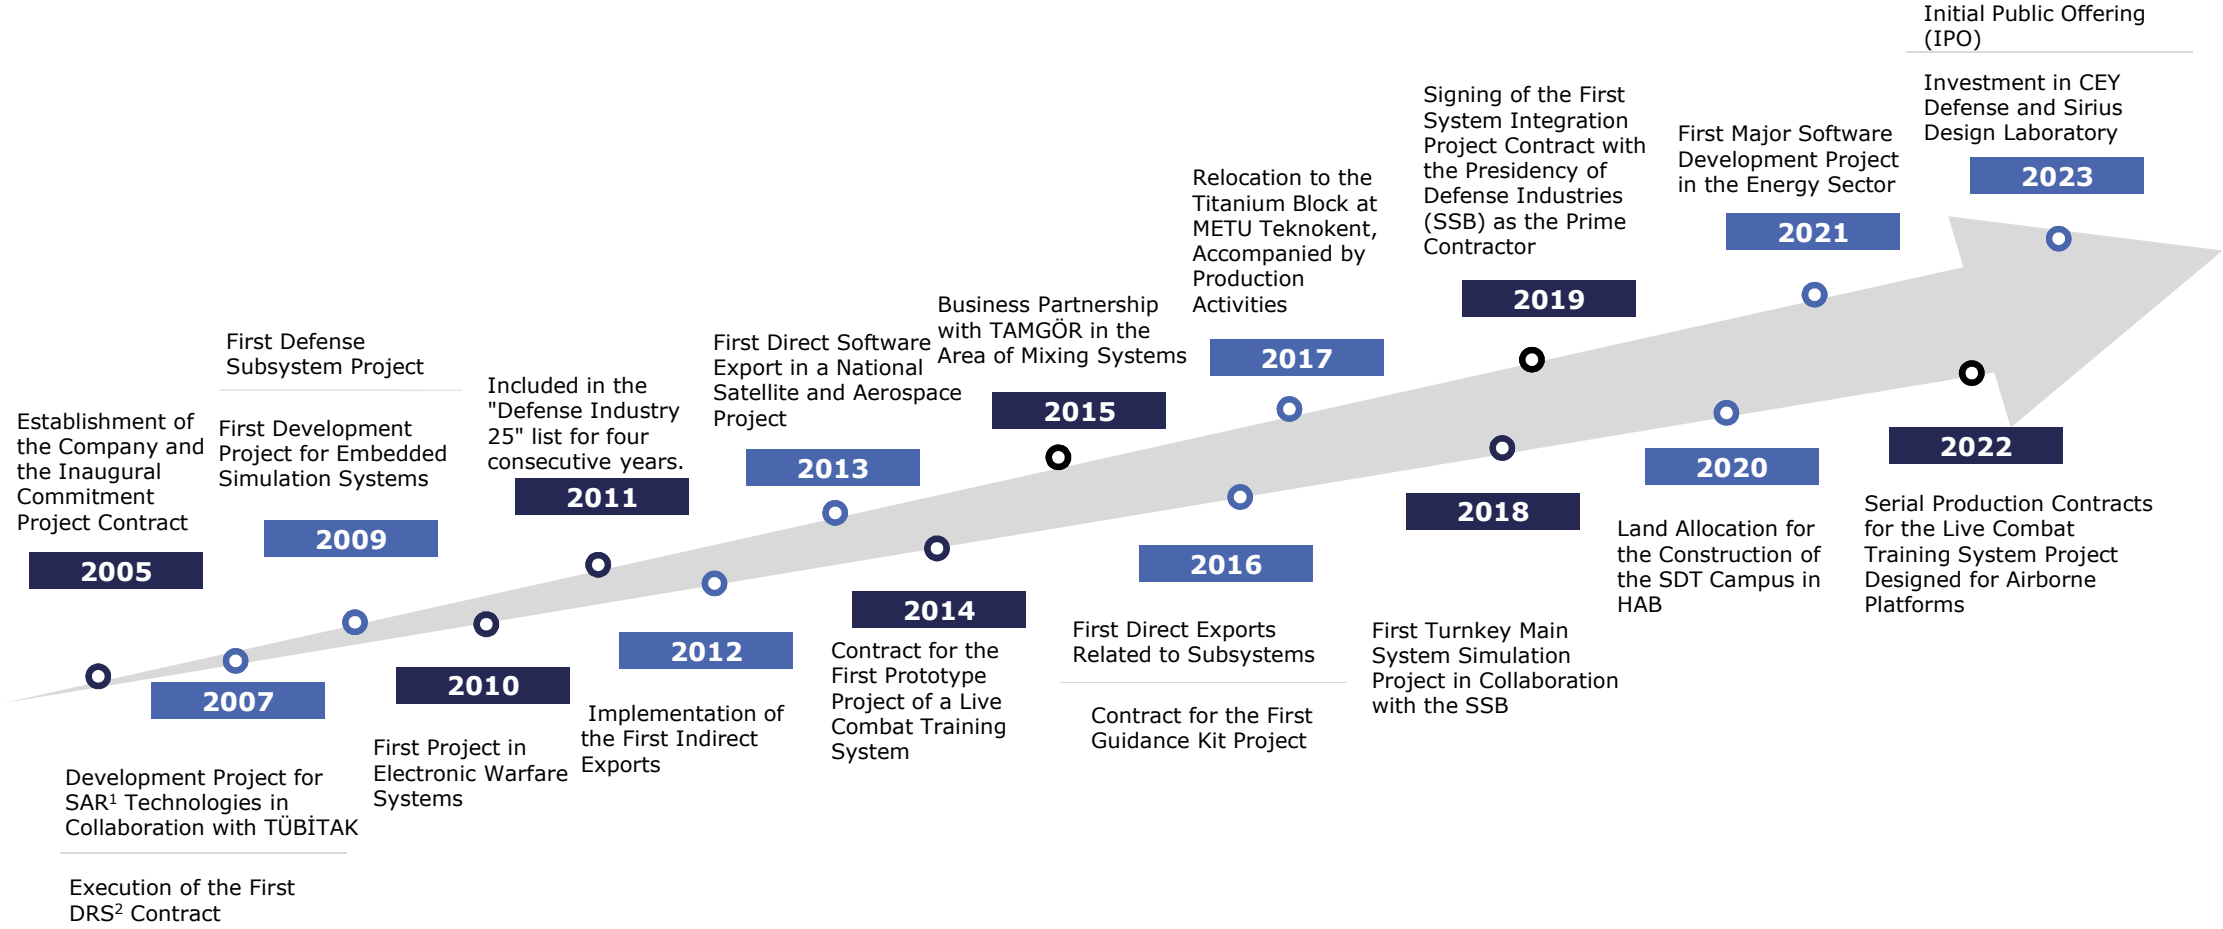 Establishment of
the Company and
the Inaugural
Commitment
Project Contract
2005
2007
Development Project for
SAR¹ Technologies in
Collaboration with TÜBİTAK
Execution of the First
DRS² Contract
First Defense
Subsystem Project
First Development
Project for Embedded
Simulation Systems
2009
2010
First Project in
Electronic Warfare
Systems
Included in the
"Defense Industry
25" list for four
consecutive years.
2011
2012
Implementation of
the First Indirect
Exports
First Direct Software
Export in a National
Satellite and Aerospace
Project
2013
2014
Contract for the
First Prototype
Project of a Live
Combat Training
System
Business Partnership
with TAMGÖR in the
Area of Mixing Systems
2015
2016
First Direct Exports
Related to Subsystems
Contract for the First
Guidance Kit Project
Relocation to the
Titanium Block at
METU Teknokent,
Accompanied by
Production
Activities
2017
2018
First Turnkey Main
System Simulation
Project in Collaboration
with the SSB
Signing of the First
System Integration
Project Contract with
the Presidency of
Defense Industries
(SSB) as the Prime
Contractor
2019
2020
Land Allocation for
the Construction of
the SDT Campus in
HAB
First Major Software
Development Project
in the Energy Sector
2021
2022
Serial Production Contracts
for the Live Combat
Training System Project
Designed for Airborne
Platforms
Initial Public Offering
(IPO)
Investment in CEY
Defense and Sirius
Design Laboratory
2023